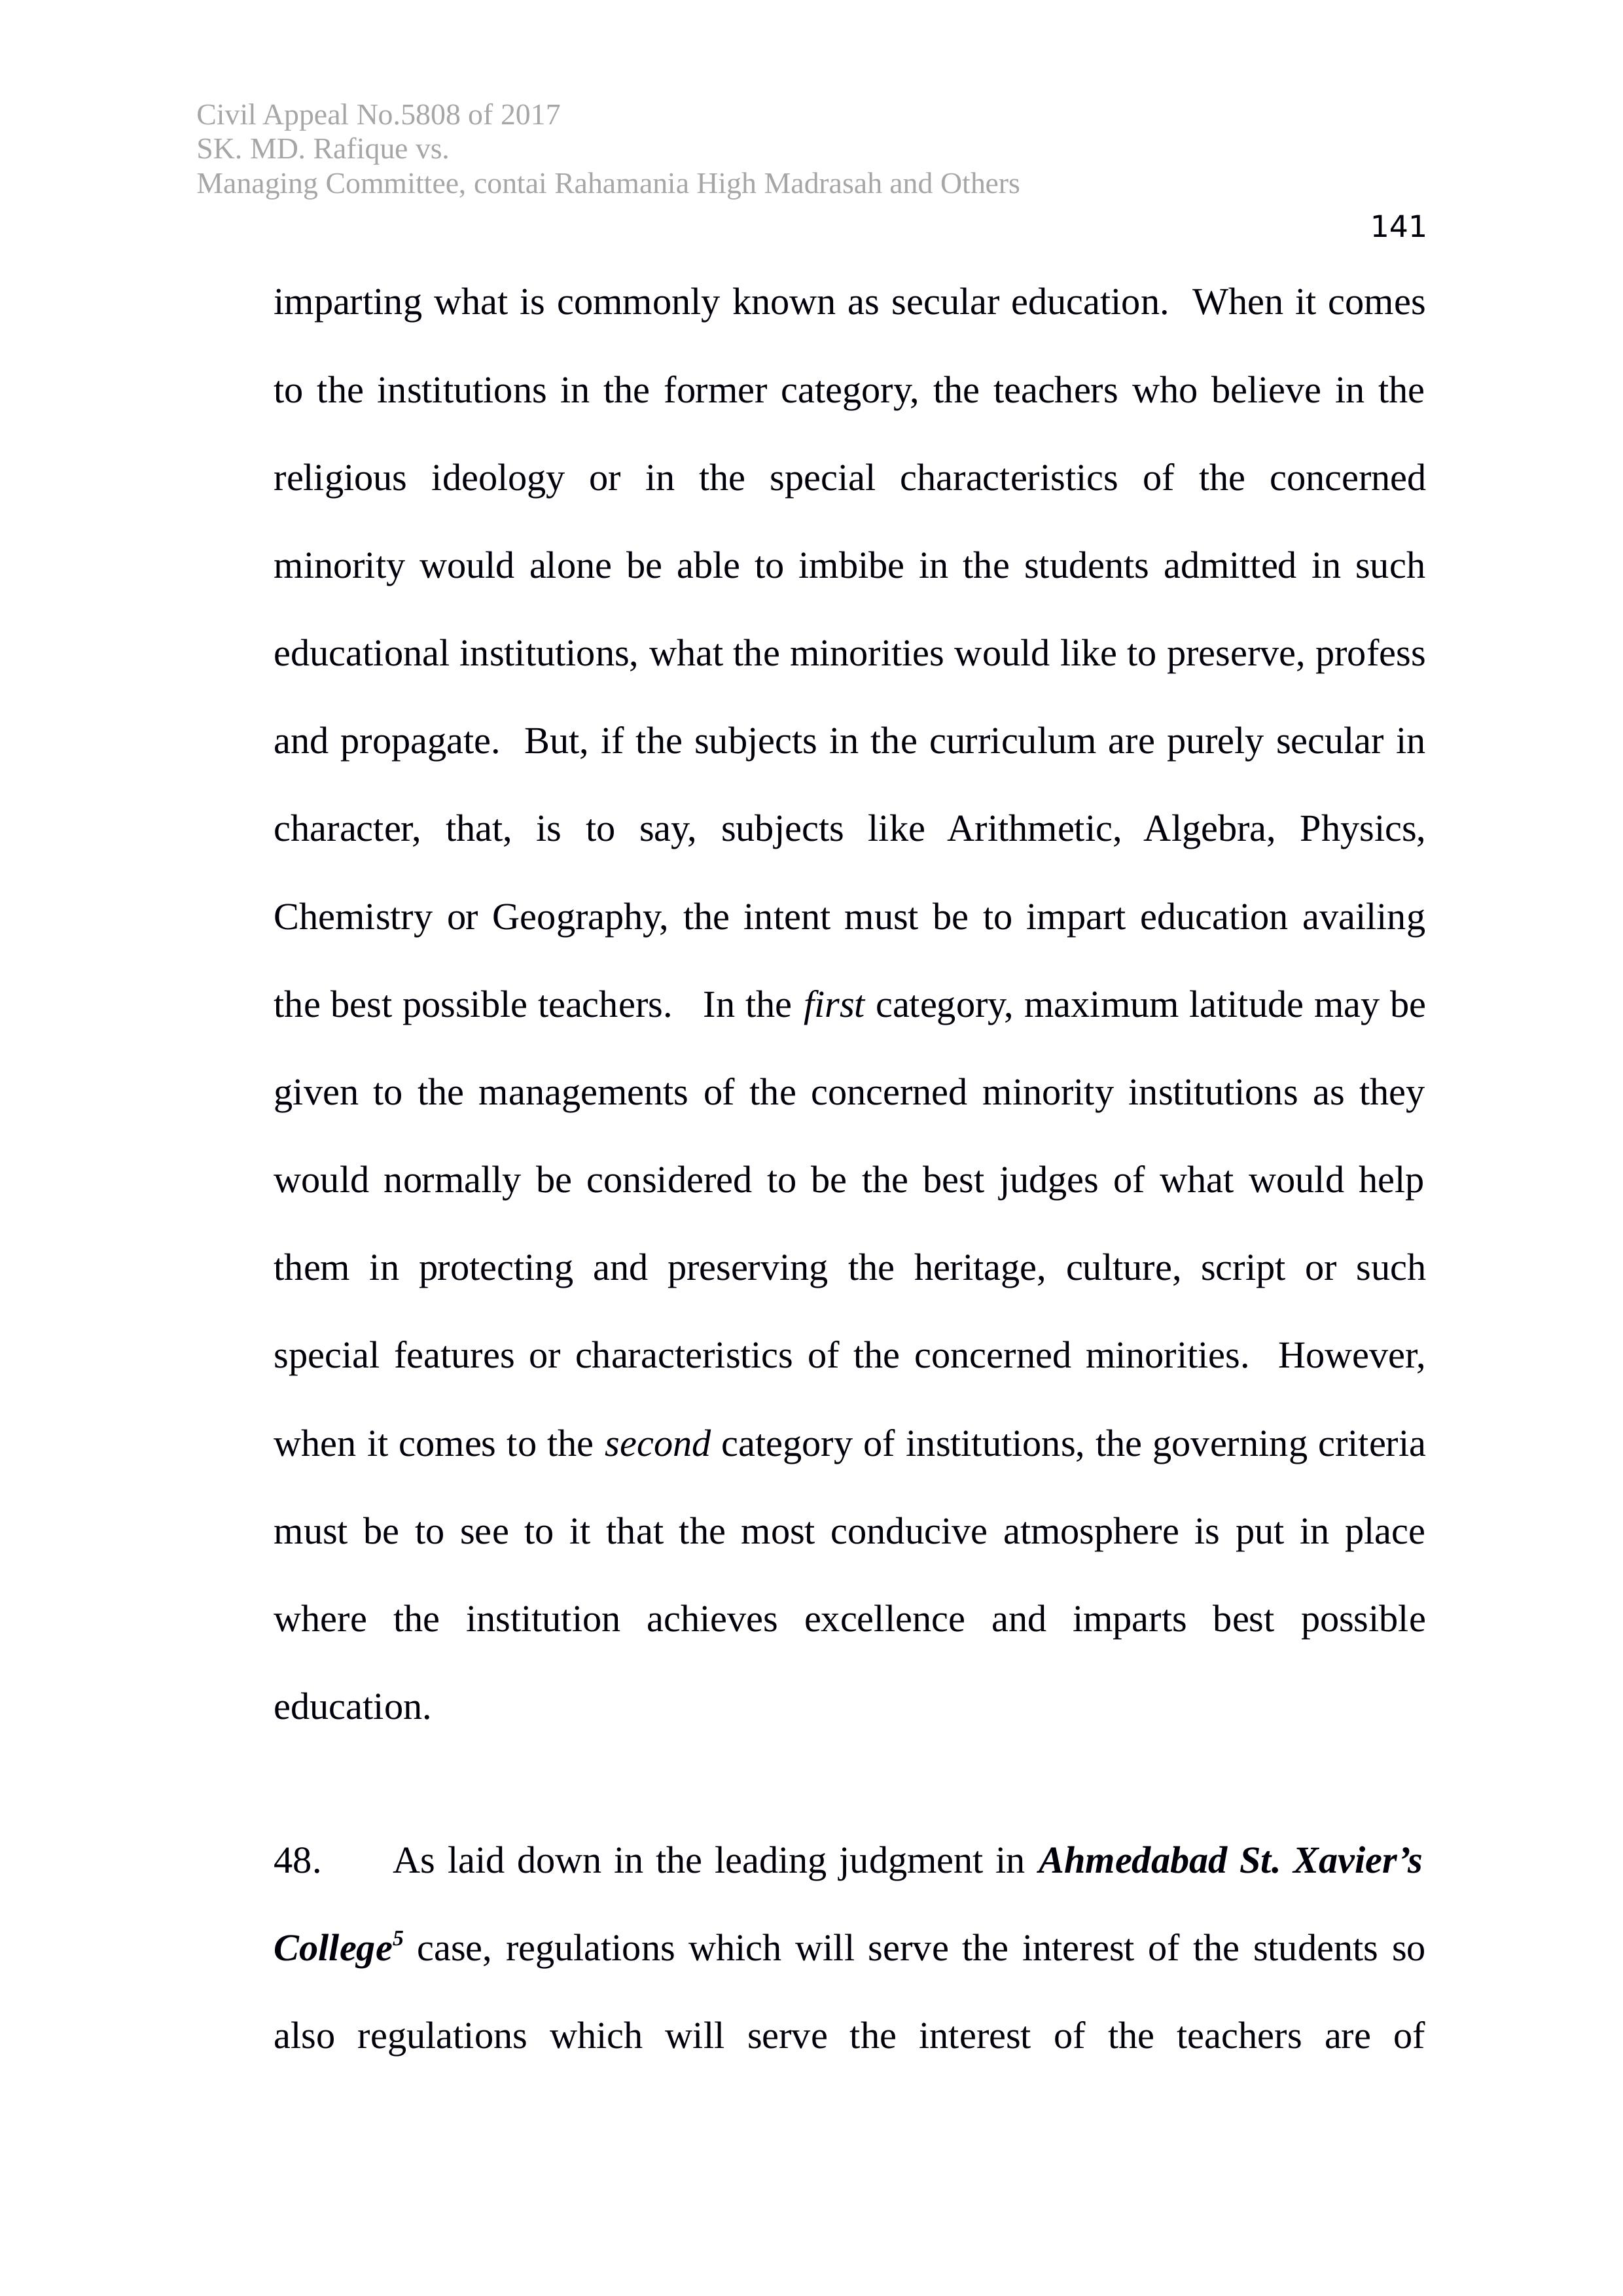 Civil Appeal No.5808 of 2017
SK. MD. Rafique vs.
Managing Committee, contai Rahamania High Madrasah and Others
141
imparting what is commonly known as secular education. When it comes
to the institutions in the former category, the teachers who believe in the
religious ideology or in the special characteristics of the concerned
minority would alone be able to imbibe in the students admitted in such
educational institutions, what the minorities would like to preserve, profess
and propagate. But, if the subjects in the curriculum are purely secular in
character, that, is to say, subjects like Arithmetic, Algebra, Physics,
Chemistry or Geography, the intent must be to impart education availing
the best possible teachers. In the first category, maximum latitude may be
given to the managements of the concerned minority institutions as they
would normally be considered to be the best judges of what would help
them in protecting and preserving the heritage, culture, script or such
special features or characteristics of the concerned minorities. However,
when it comes to the second category of institutions, the governing criteria
must be to see to it that the most conducive atmosphere is put in place
where the institution achieves excellence and imparts best possible
education.
48. As laid down in the leading judgment in Ahmedabad St. Xavier’s
College5 case, regulations which will serve the interest of the students so
also regulations which will serve the interest of the teachers are of